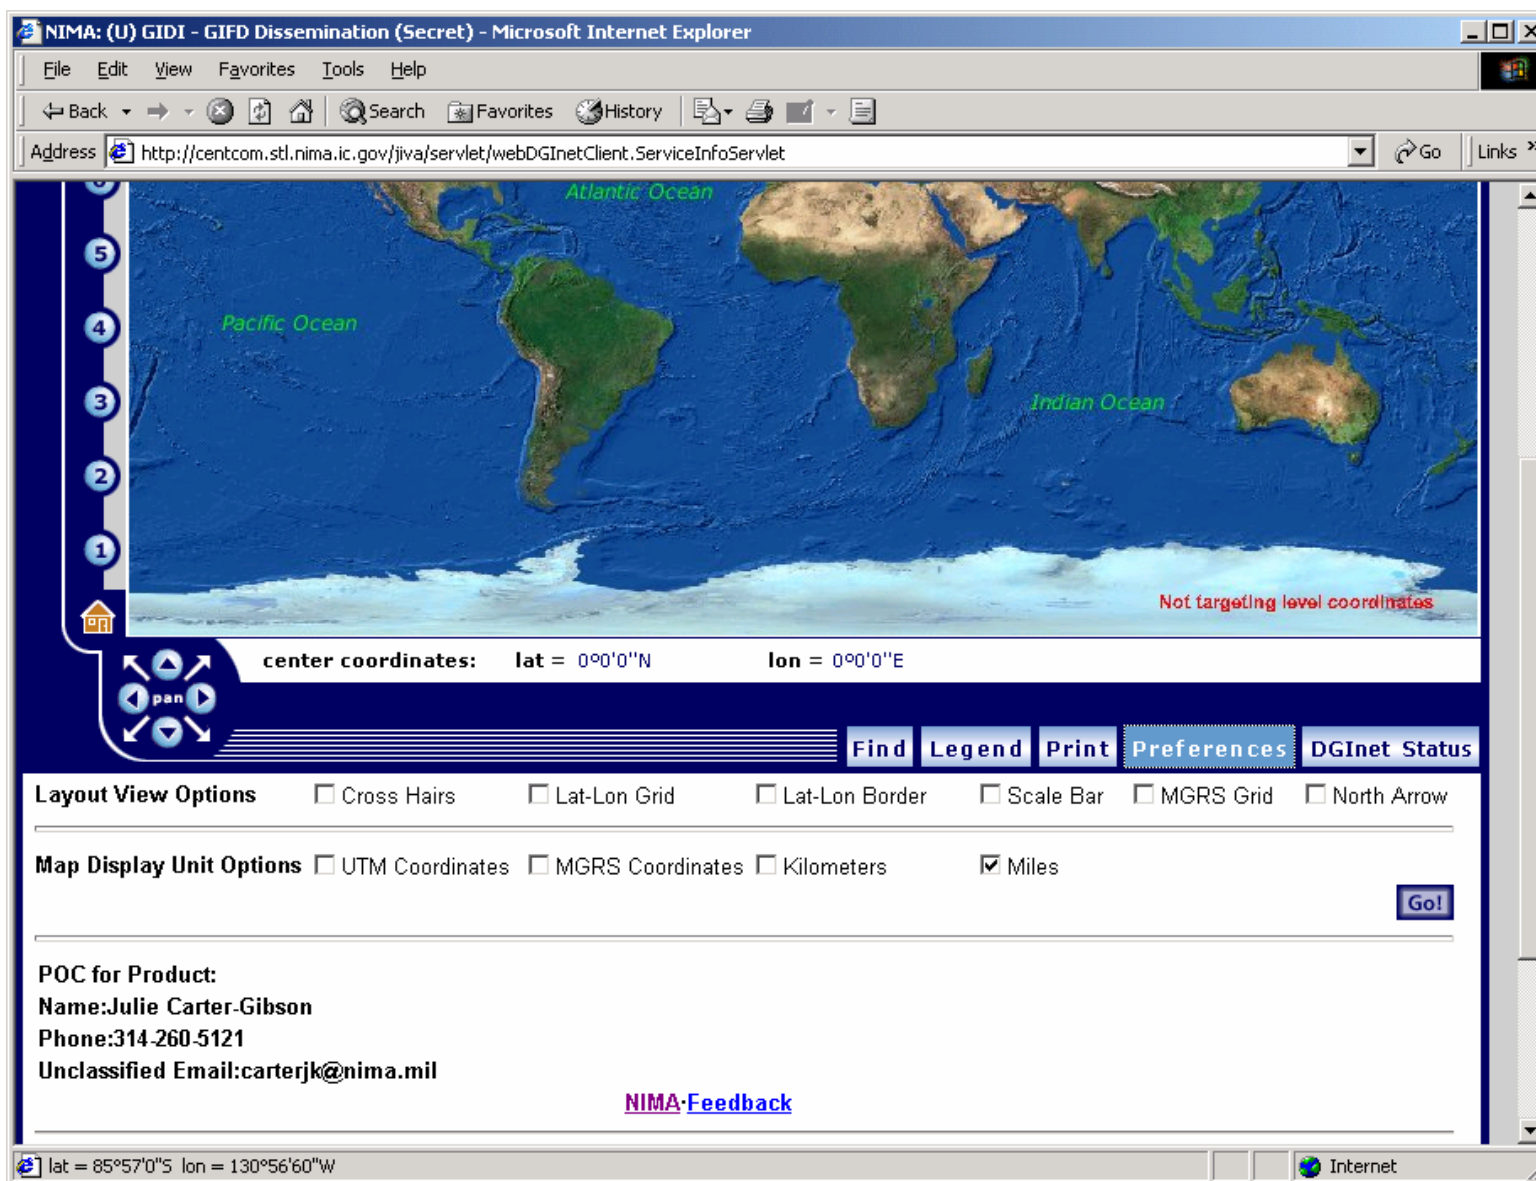 NIMA: (U) GIDI - GIFD Dissemination (Secret) - Microsoft Internet Explorer
File Edit View Favorites Tools Help
Back Search Favorites History
Address http://centcom.stl.nima.ic.gov/jiva/servlet/webDGInetClient.ServiceInfoServlet Go Links »
Atlantic Ocean
5
4
Pacific Ocean
3
Indian Ocean
2
1
Not targeting level coordinates
center coordinates: lat = 0º0'0"N lon = 0º0'0"E
pan
Find Legend Print Preferences DGInet Status
Layout View Options Cross Hairs Lat-Lon Grid Lat-Lon Border Scale Bar MGRS Grid North Arrow
Map Display Unit Options UTM Coordinates MGRS Coordinates Kilometers Miles
Go!
POC for Product:
Name:Julie Carter-Gibson
Phone:314-260-5121
Unclassified Email:carterjk@nima.mil
NIMA·Feedback
lat = 85°57'0"S lon = 130°56'60"W Internet